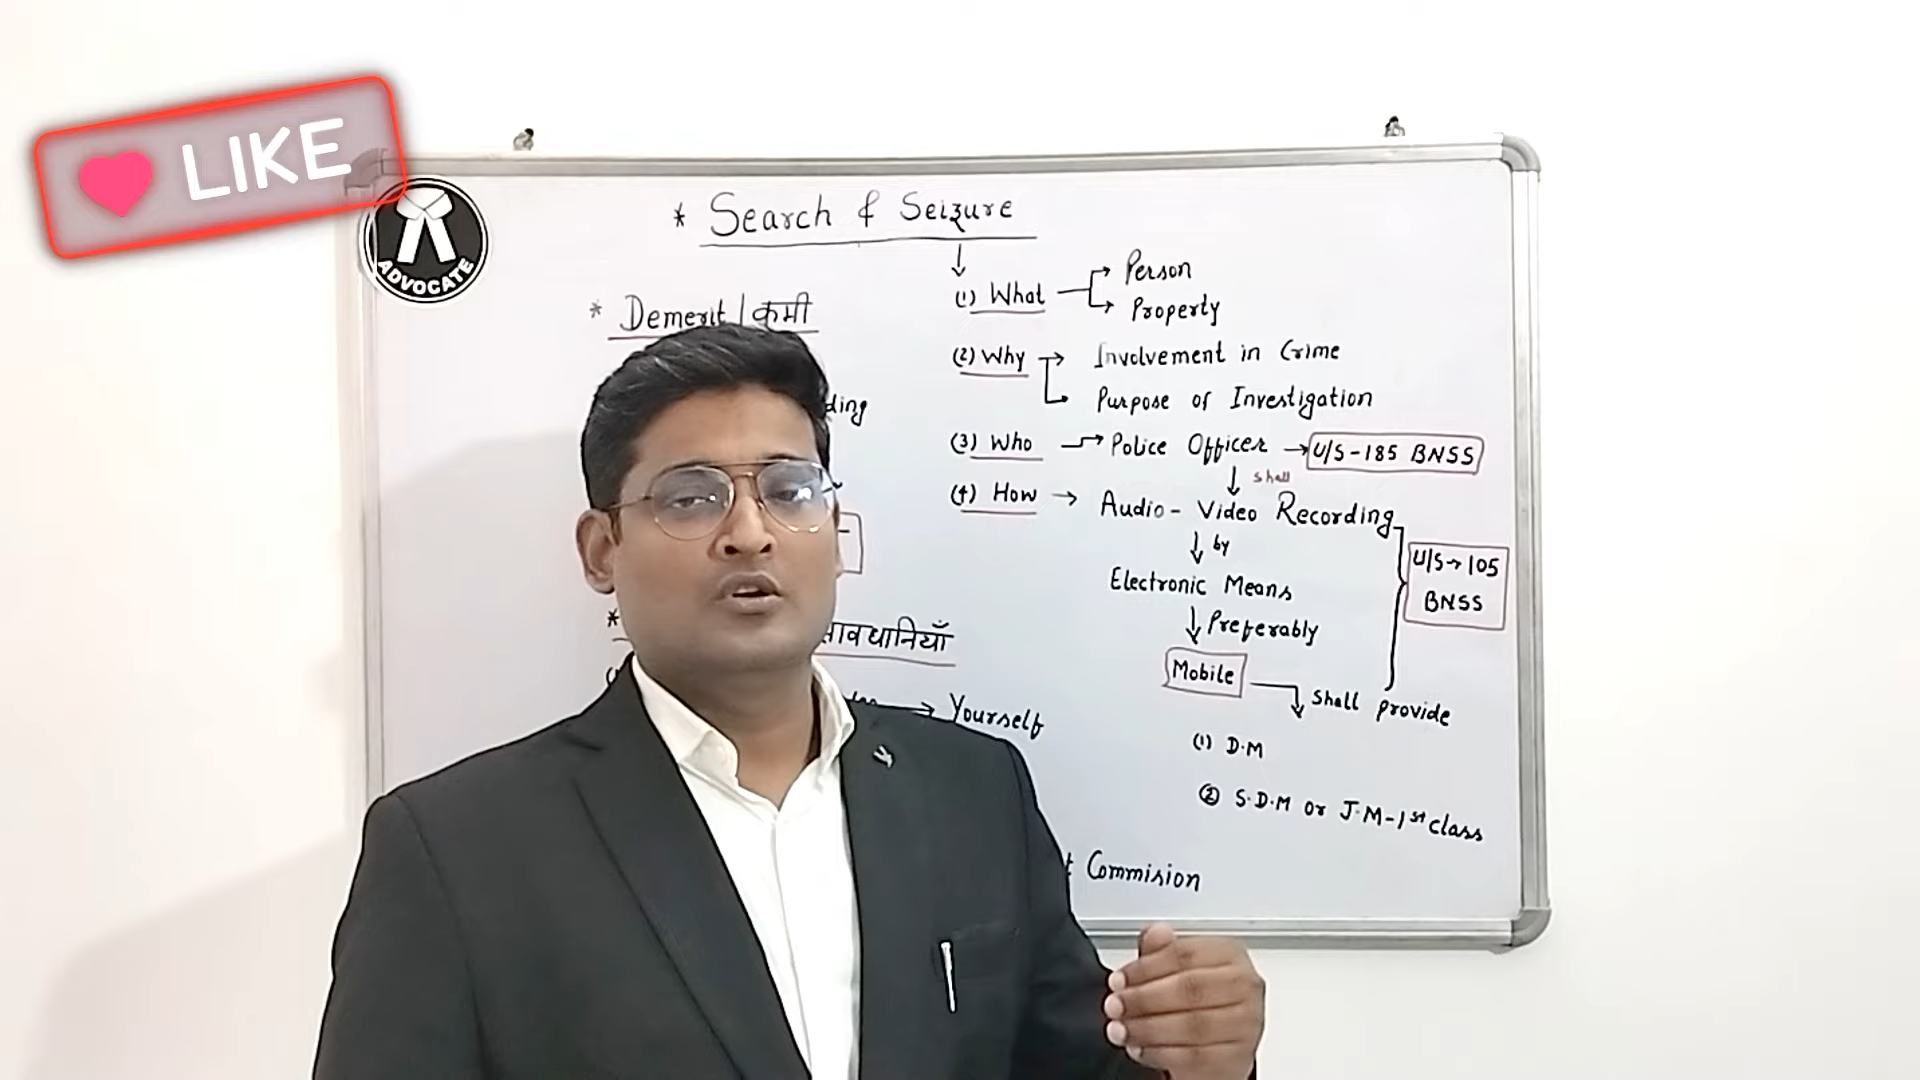 LIKE
ADVOCATE
* Search & Seizure
(1) What
Person
Property
* Demerit / कमी
(2) Why
Involvement in Crime
Purpose of Investigation
ding
(3) Who → Police Officer → U/S-185 BNSS
shall
(4) How → Audio-Video Recording
by
U/S→105
BNSS
Electronic Means
Preferably
* सावधानियाँ
Mobile
Shall provide
→ Yourself
(1) D.M
② S.D.M or J.M-1st class
Commision